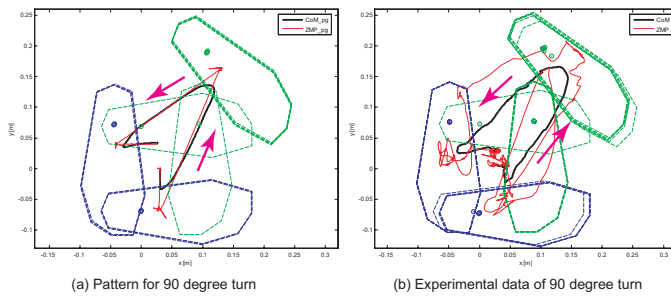 0.25
0.2
0.15
0.1
0.05
0
-0.05
-0.1
y[m]
-0.15 -0.1 -0.05 0 0.05 0.1 0.15 0.2 0.25 0.3
x[m]
CoM_pg
ZMP_pg
(a) Pattern for 90 degree turn
0.25
0.2
0.15
0.1
0.05
0
-0.05
-0.1
y[m]
-0.15 -0.1 -0.05 0 0.05 0.1 0.15 0.2 0.25 0.3
x[m]
CoM
ZMP
(b) Experimental data of 90 degree turn